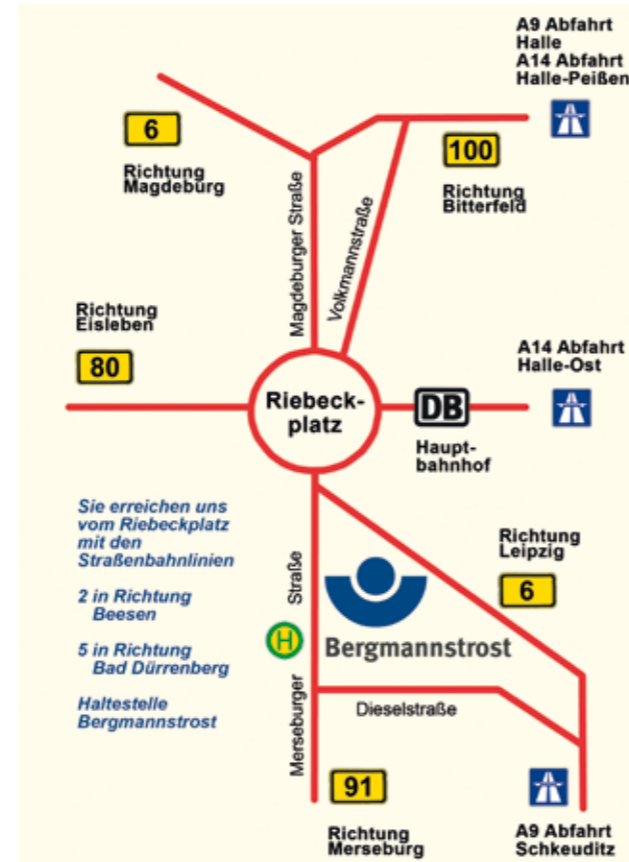 A9 Abfahrt
Halle
A14 Abfahrt
Halle-Peißen
6
Richtung
Magdeburg
100
Richtung
Bitterfeld
Magdeburger Straße
Volkmannstraße
Richtung
Eisleben
80
Riebeck-
platz
DB
Haupt-
bahnhof
A14 Abfahrt
Halle-Ost
Sie erreichen uns
vom Riebeckplatz
mit den
Straßenbahnlinien
2 in Richtung
Beesen
5 in Richtung
Bad Dürrenberg
Haltestelle
Bergmannstrost
Merseburger Straße
H
Bergmannstrost
Richtung
Leipzig
6
Dieselstraße
91
Richtung
Merseburg
A9 Abfahrt
Schkeuditz